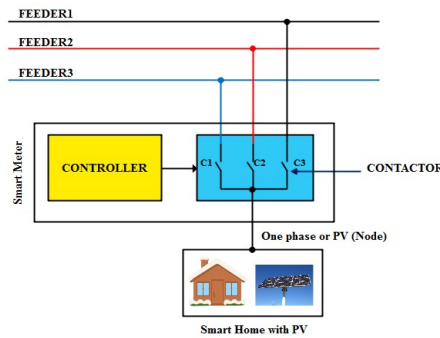 FEEDER1
FEEDER2
FEEDER3
Smart Meter
CONTROLLER
C1 C2 C3
CONTACTOR
One phase or PV (Node)
Smart Home with PV